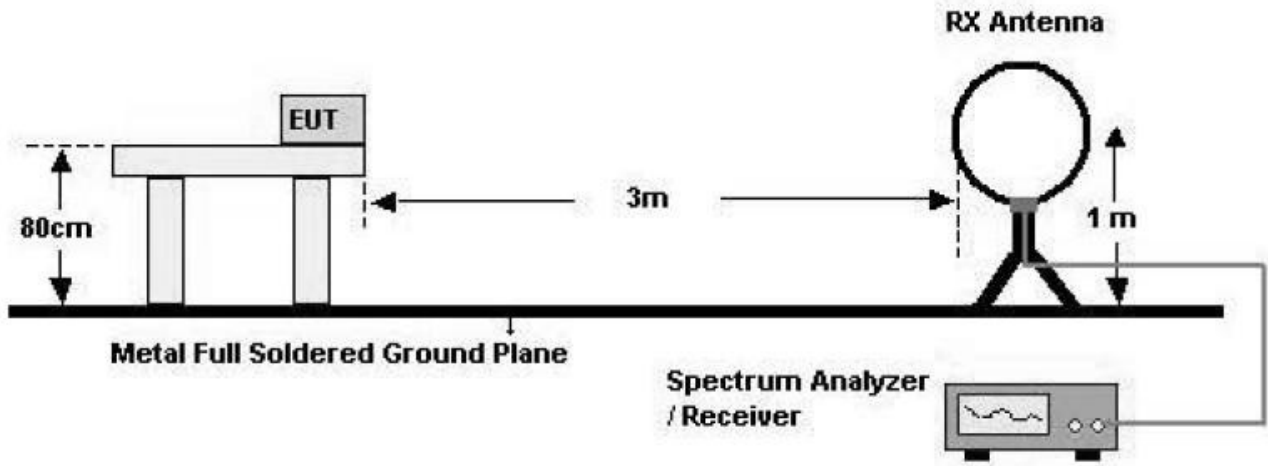 RX Antenna
EUT
80cm
3m
1 m
Metal Full Soldered Ground Plane
Spectrum Analyzer
/ Receiver